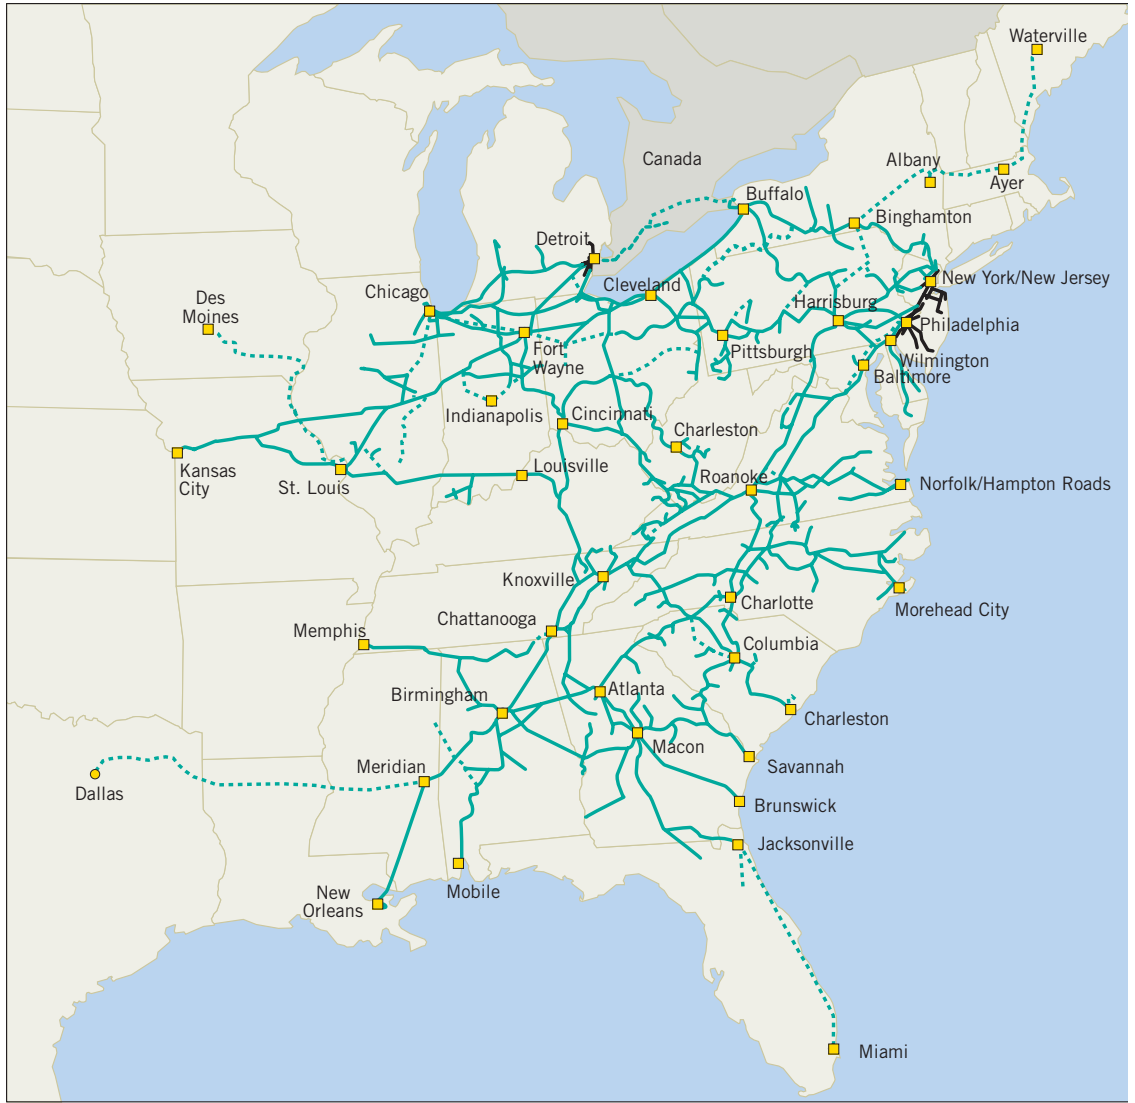 Waterville
Canada
Albany
Ayer
Buffalo
Binghamton
Detroit
Cleveland
New York/New Jersey
Chicago
Des
Moines
Harrisburg
Philadelphia
Pittsburgh
Fort
Wayne
Wilmington
Baltimore
Indianapolis
Cincinnati
Charleston
Kansas
City
St. Louis
Louisville
Roanoke
Norfolk/Hampton Roads
Knoxville
Charlotte
Morehead City
Chattanooga
Memphis
Columbia
Birmingham
Atlanta
Charleston
Macon
Meridian
Savannah
Dallas
Brunswick
Jacksonville
New
Orleans
Mobile
Miami